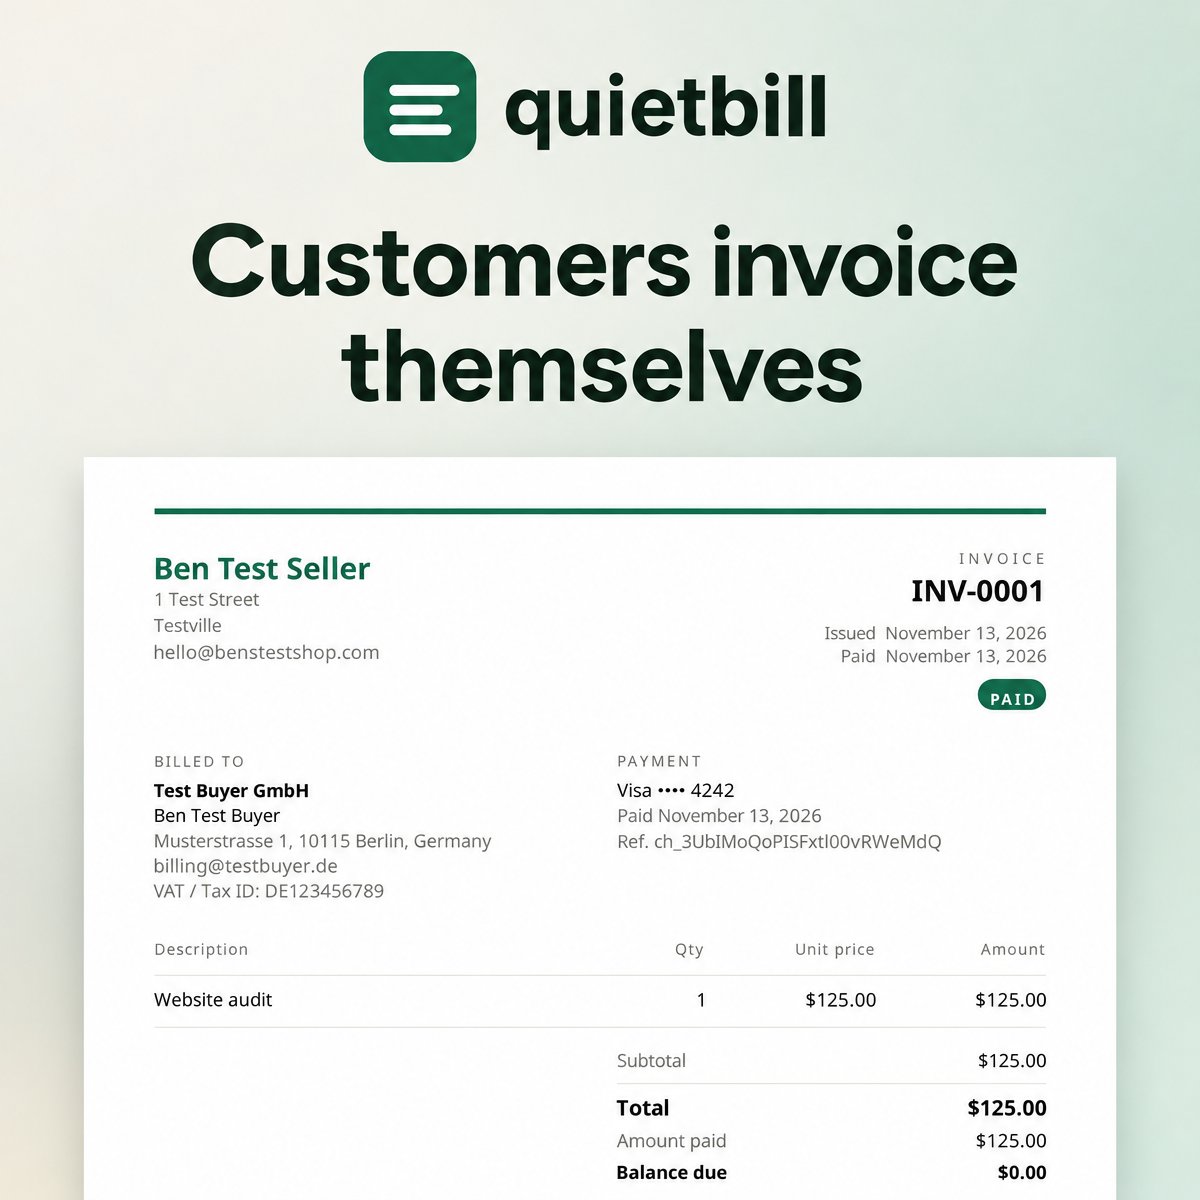 quietbill
Customers invoice
themselves
Ben Test Seller
1 Test Street
Testville
hello@benstestshop.com
INVOICE
INV-0001
Issued November 13, 2026
Paid November 13, 2026
PAID
BILLED TO
Test Buyer GmbH
Ben Test Buyer
Musterstrasse 1, 10115 Berlin, Germany
billing@testbuyer.de
VAT / Tax ID: DE123456789
PAYMENT
Visa •••• 4242
Paid November 13, 2026
Ref. ch_3UbIMoQoPISFxtl00vRWeMdQ
Description Qty Unit price Amount
Website audit 1 $125.00 $125.00
Subtotal $125.00
Total $125.00
Amount paid $125.00
Balance due $0.00